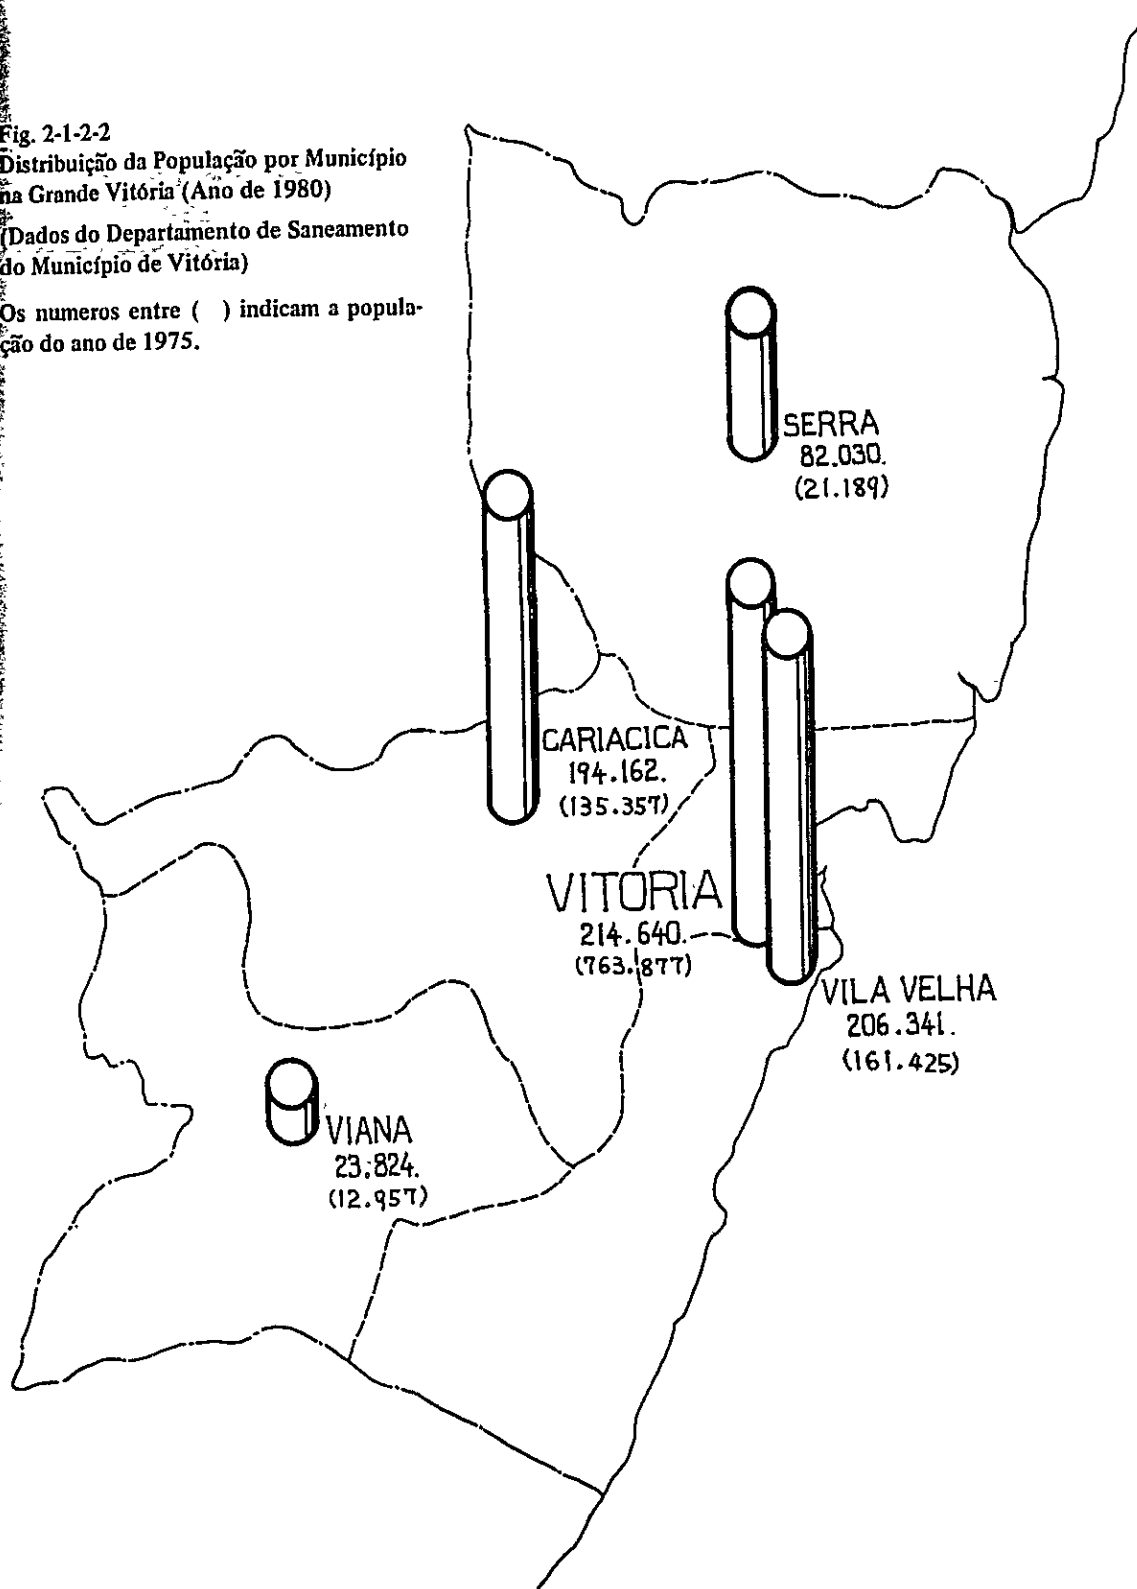 Fig. 2-1-2-2
Distribuição da População por Município
na Grande Vitória (Ano de 1980)
(Dados do Departamento de Saneamento
do Município de Vitória)
Os numeros entre ( ) indicam a popula-
ção do ano de 1975.
SERRA
82.030.
(21.189)
CARIACICA
194.162.
(135.357)
VITORIA
214.640.
(763.877)
VILA VELHA
206.341.
(161.425)
VIANA
23.824.
(12.957)